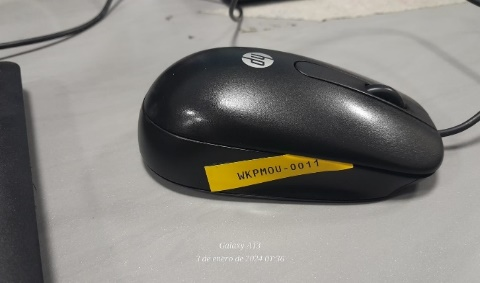 hp
WKPMOU-0011
Galaxy A11
1 de enero de 2024 01:36